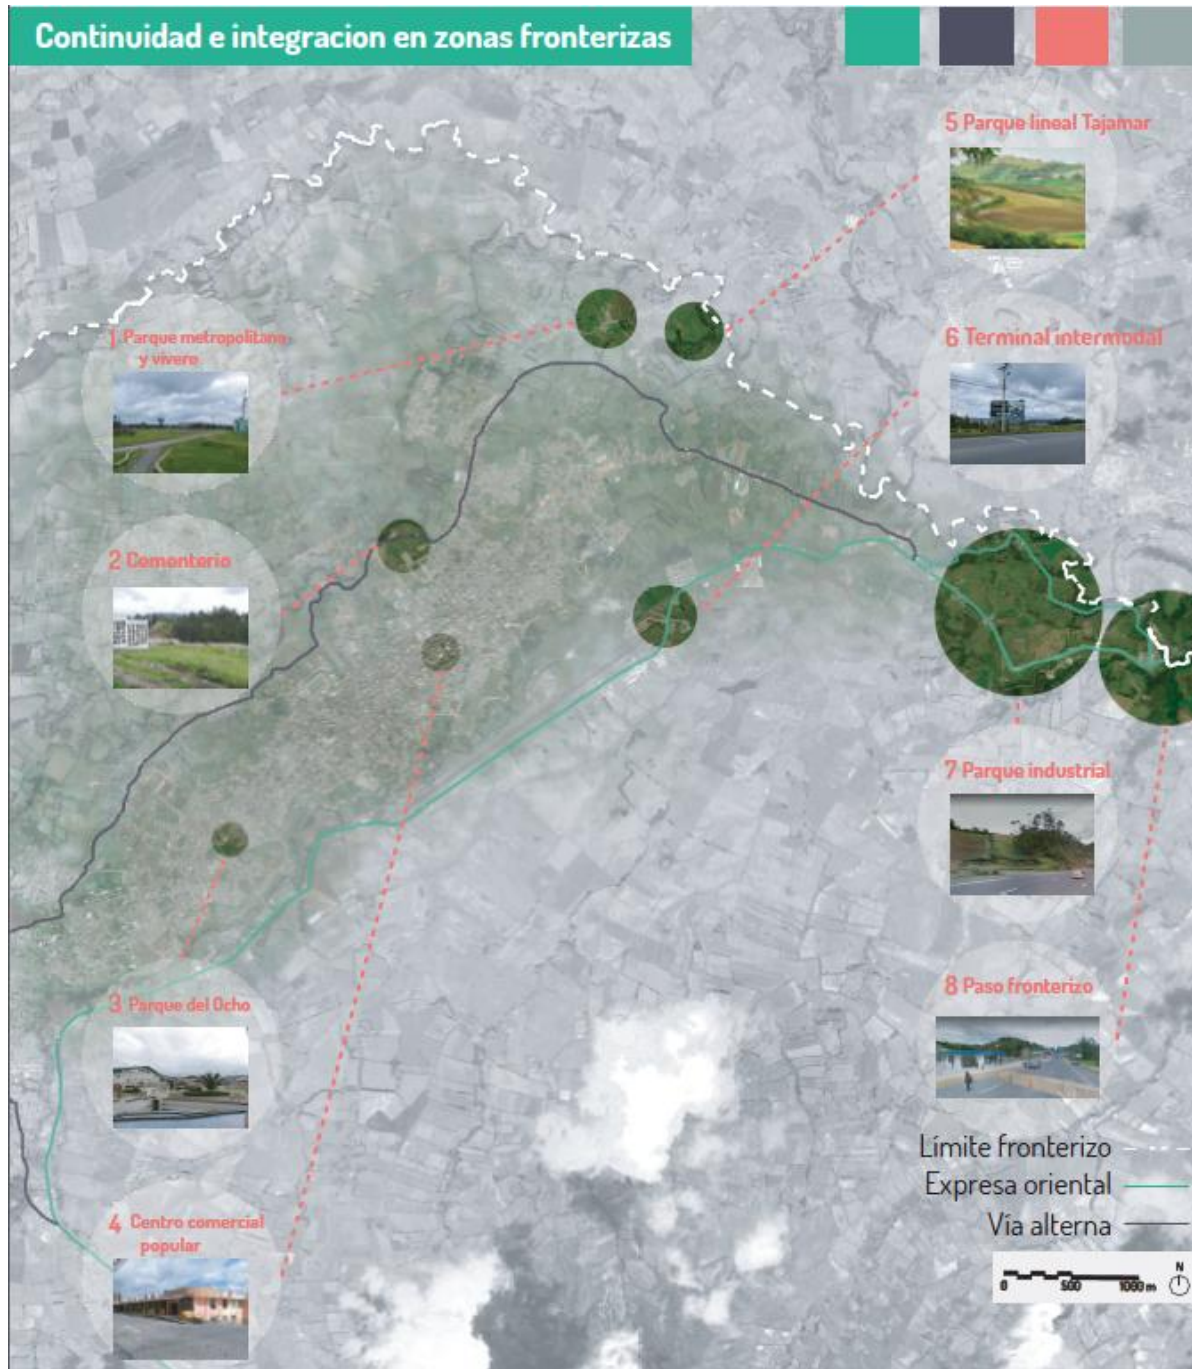 Continuidad e integracion en zonas fronterizas
5 Parque lineal Tajamar
1 Parque metropolitano
y vivero
6 Terminal intermodal
2 Cementerio
7 Parque industrial
3 Parque del Ocho
8 Paso fronterizo
4 Centro comercial
popular
Límite fronterizo
Expresa oriental
Vía alterna
0 500 1000 m
N